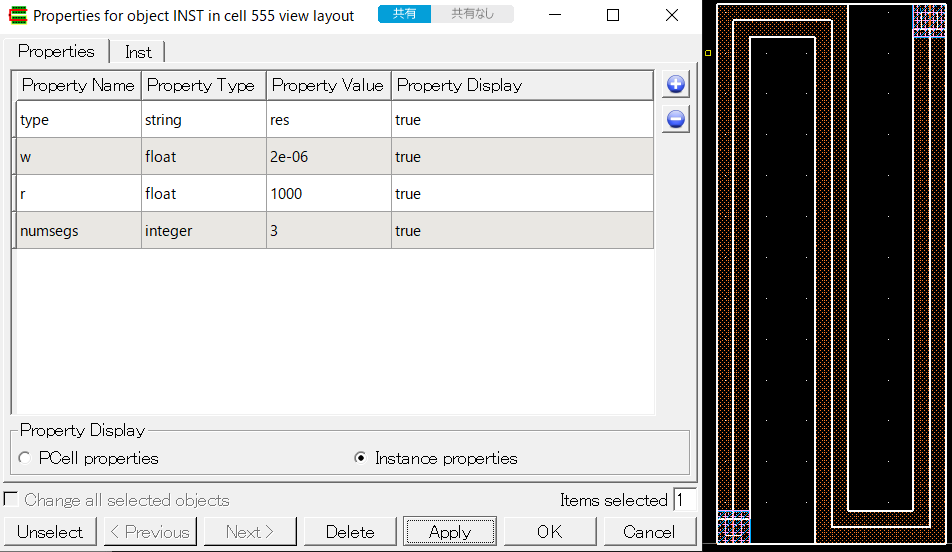 Properties for object INST in cell 555 view layout 共有 共有なし
Properties Inst
Property Name Property Type Property Value Property Display
type string res true
w float 2e-06 true
r float 1000 true
numsegs integer 3 true
Property Display
PCell properties Instance properties
Change all selected objects Items selected 1
Unselect < Previous Next > Delete Apply OK Cancel